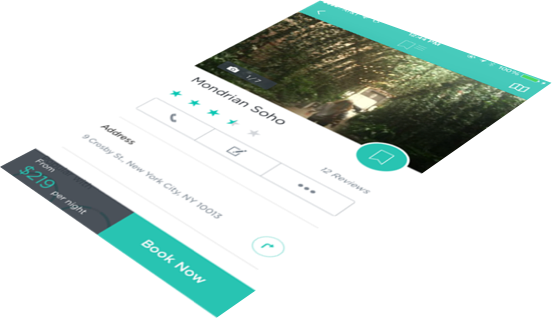 100%
1/7
Mondrian Soho
12 Reviews
Address
9 Crosby St., New York City, NY 10013
From
$219
per night
Book Now